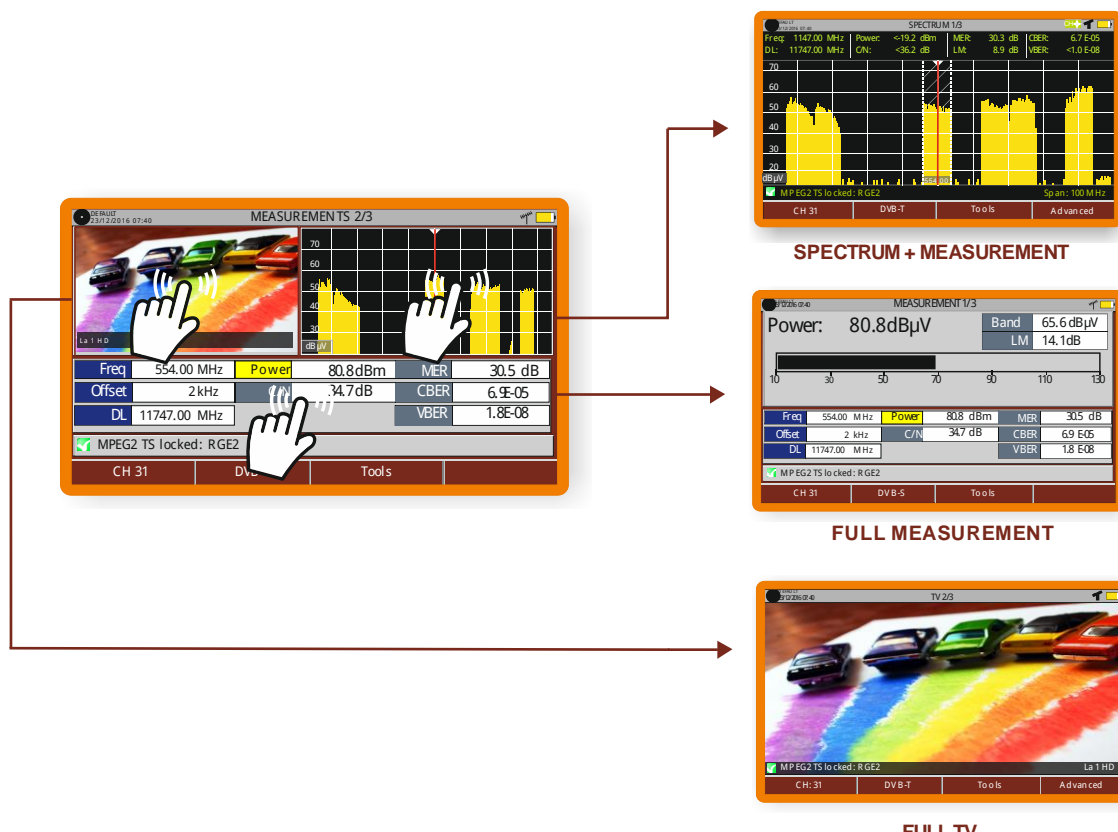 DEFAULT
23/12/2016 07:40
MEASUREMENTS 2/3
La 1 HD
70
60
50
40
30
dBµV
Freq 554.00 MHz Power 80.8dBm MER 30.5 dB
Offset 2kHz C/N 34.7dB CBER 6.9E-05
DL 11747.00 MHz VBER 1.8E-08
MPEG2 TS locked: RGE2
CH 31 Tools
SPECTRUM 1/3
Freq: 1147.00 MHz Power: <-19.2 dBm MER: 30.3 dB CBER: 6.7 E-05
DL: 11747.00 MHz C/N: <36.2 dB LM: 8.9 dB VBER: <1.0 E-08
70
60
50
40
30
20
dBµV
554.00
MPEG2 TS locked: RGE2 Span: 100 MHz
CH 31 DVB-T Tools Advanced
SPECTRUM + MEASUREMENT
MEASUREMENT 1/3
Power: 80.8dBµV Band 65.6dBµV
LM 14.1dB
10 30 50 70 90 110 130
Freq 554.00 MHz Power 80.8 dBm MER 30.5 dB
Offset 2 kHz C/N 34.7 dB CBER 6.9 E-05
DL 11747.00 MHz VBER 1.8 E-08
MPEG2 TS locked: RGE2
CH 31 DVB-S Tools
FULL MEASUREMENT
TV 2/3
MPEG2 TS locked: RGE2 La 1 HD
CH: 31 DVB-T Tools Advanced
FULL TV